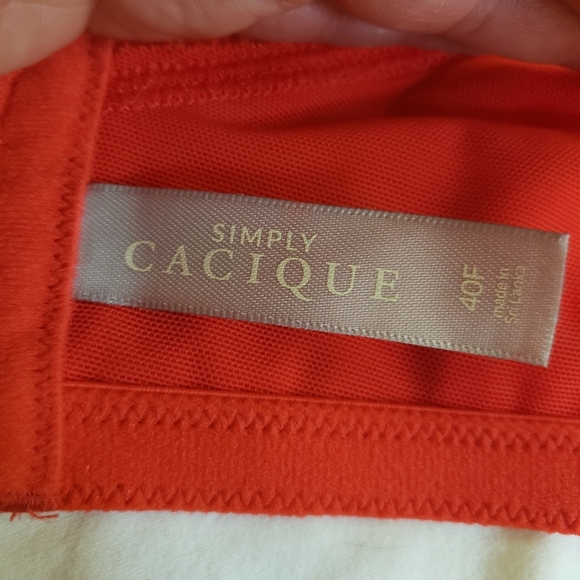 SIMPLY
CACIQUE
40F
made in
Sri Lanka